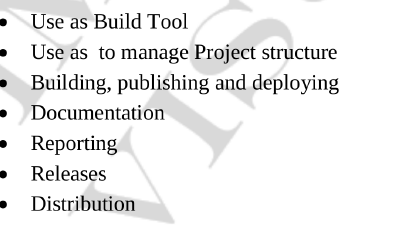 • Use as Build Tool
• Use as  to manage Project structure
• Building, publishing and deploying
• Documentation
• Reporting
• Releases
• Distribution